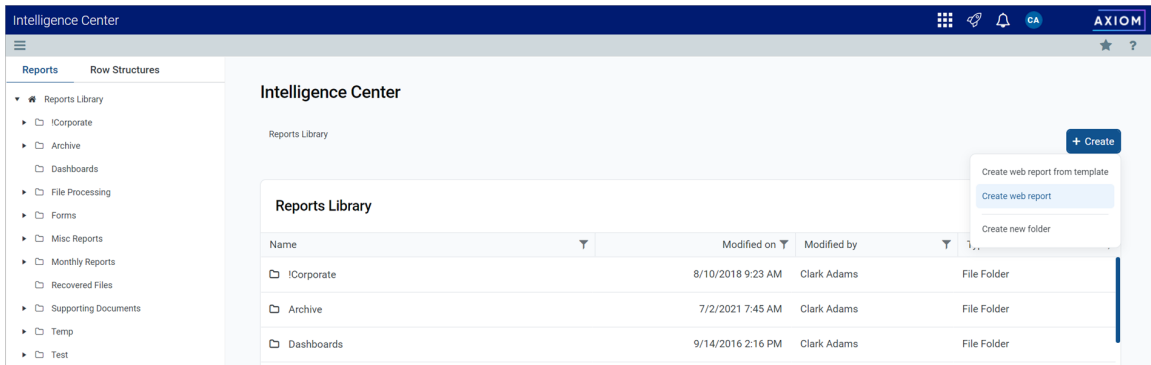 Intelligence Center
CA
AXIOM
?
Reports Row Structures
Reports Library
!Corporate
Archive
Dashboards
File Processing
Forms
Misc Reports
Monthly Reports
Recovered Files
Supporting Documents
Temp
Test
Intelligence Center
Reports Library
+ Create
Create web report from template
Create web report
Create new folder
Reports Library
Name Modified on Modified by
!Corporate 8/10/2018 9:23 AM Clark Adams File Folder
Archive 7/2/2021 7:45 AM Clark Adams File Folder
Dashboards 9/14/2016 2:16 PM Clark Adams File Folder